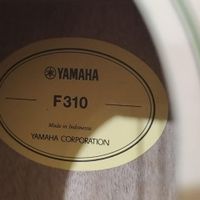 YAMAHA
F310
Made in Indonesia
YAMAHA CORPORATION